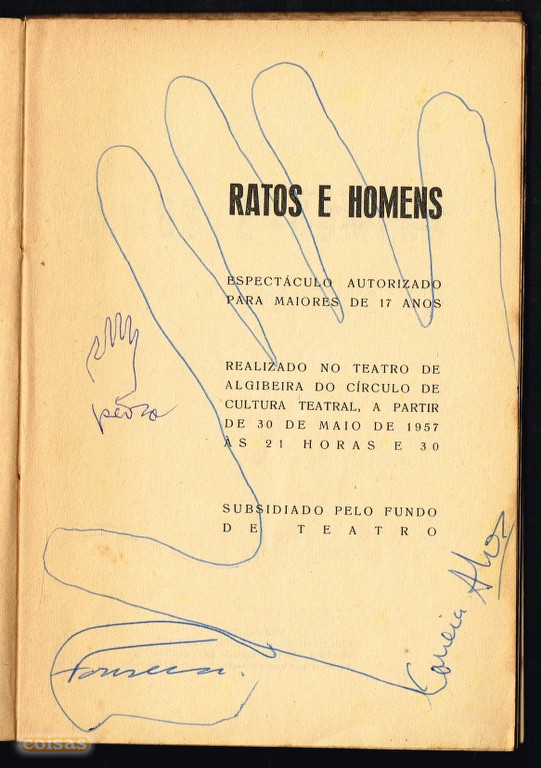 RATOS E HOMENS
ESPECTÁCULO AUTORIZADO
PARA MAIORES DE 17 ANOS
REALIZADO NO TEATRO DE
ALGIBEIRA DO CÍRCULO DE
CULTURA TEATRAL, A PARTIR
DE 30 DE MAIO DE 1957
ÀS 21 HORAS E 30
pedro
SUBSIDIADO PELO FUNDO
DE TEATRO
Correia Alves
Fonseca.
coisas